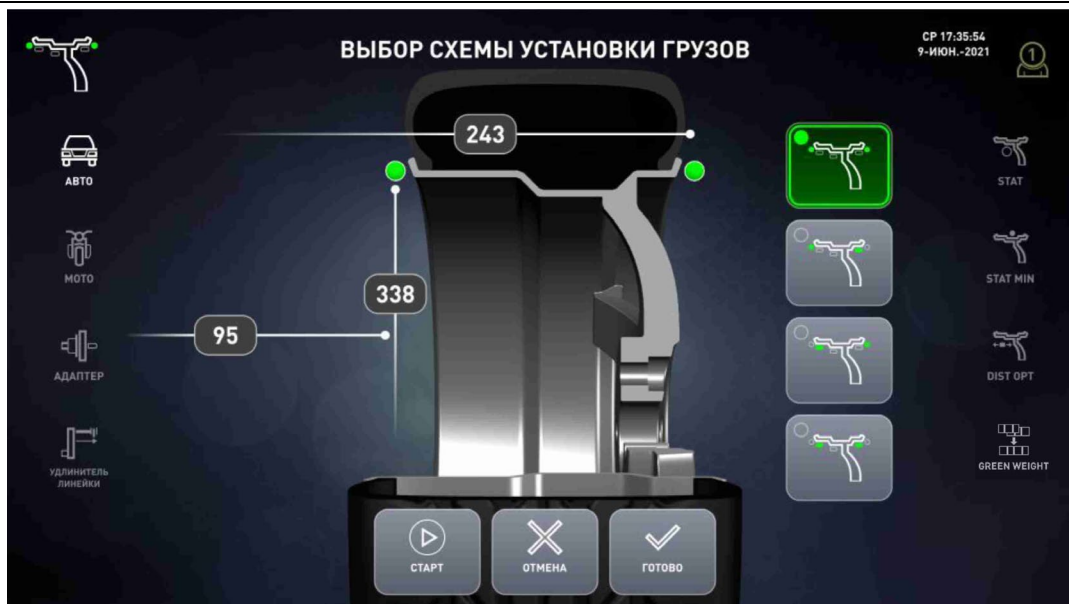 ВЫБОР СХЕМЫ УСТАНОВКИ ГРУЗОВ
СР 17:35:54
9-ИЮН.-2021
1
АВТО
МОТО
АДАПТЕР
УДЛИНИТЕЛЬ
ЛИНЕЙКИ
243
338
95
STAT
STAT MIN
DIST OPT
GREEN WEIGHT
СТАРТ
ОТМЕНА
ГОТОВО